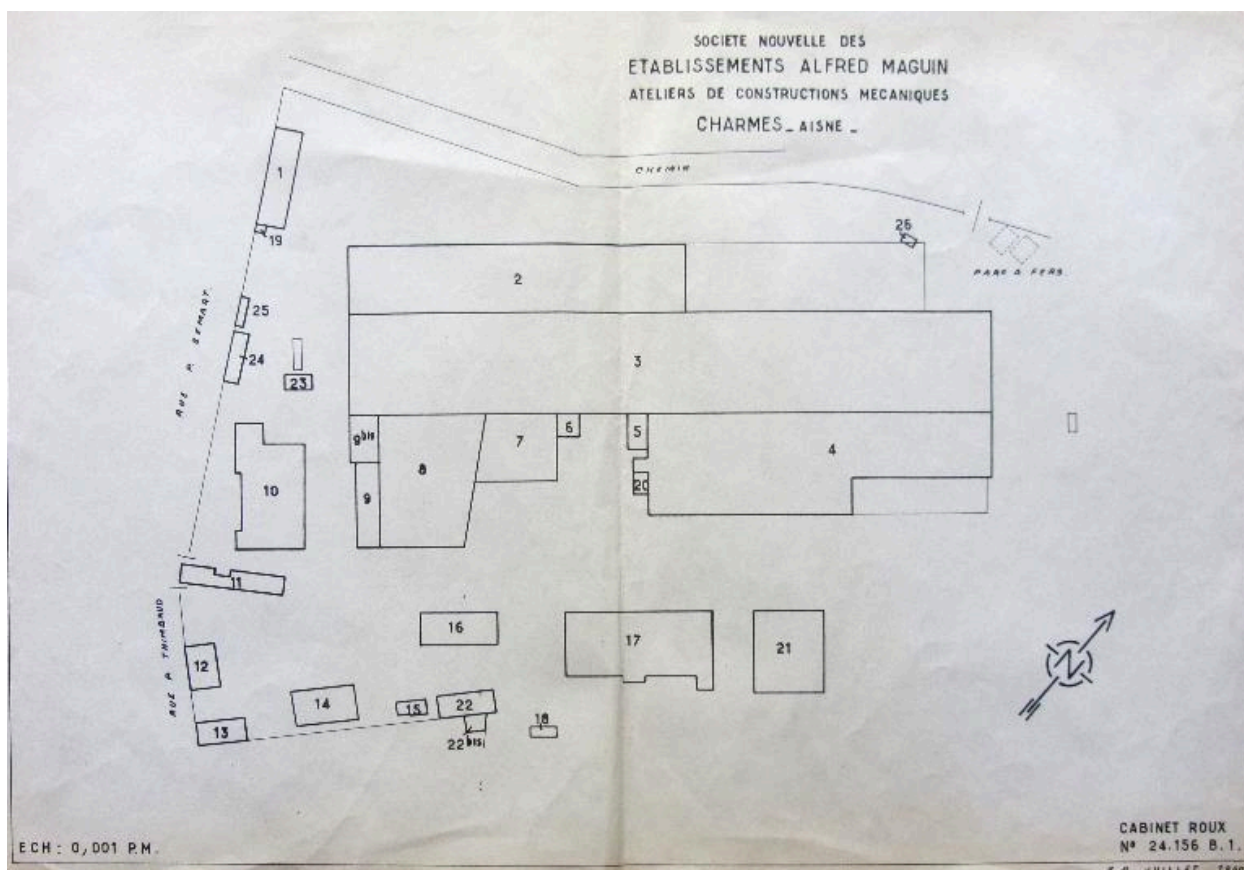 SOCIETE NOUVELLE DES
ETABLISSEMENTS ALFRED MAGUIN
ATELIERS DE CONSTRUCTIONS MECANIQUES
CHARMES _ AISNE _
CHEMIN
1
19
26
PARC A FERS.
2
25
RUE P. SEMART.
24
23
3
9bis
8
7
6
5
4
20
10
9
11
RUE A THIMBAUD
12
16
17
21
N
14
15
22
13
22bis
18
ECH: 0,001 P.M.
CABINET ROUX
Nº 24.156 B.1.